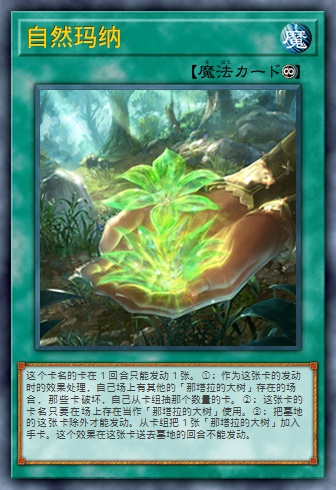 自然玛纳
魔
【魔法カード】
这个卡名的卡在 1 回合只能发动 1 张。①：作为这张卡的发动
时的效果处理，自己场上有其他的「那塔拉的大树」存在的场
合，那些卡破坏，自己从卡组抽那个数量的卡。②：这张卡的
卡名只要在场上存在当作「那塔拉的大树」使用。③：把墓地
的这张卡除外才能发动。从卡组把 1 张「那塔拉的大树」加入
手卡。这个效果在这张卡送去墓地的回合不能发动。